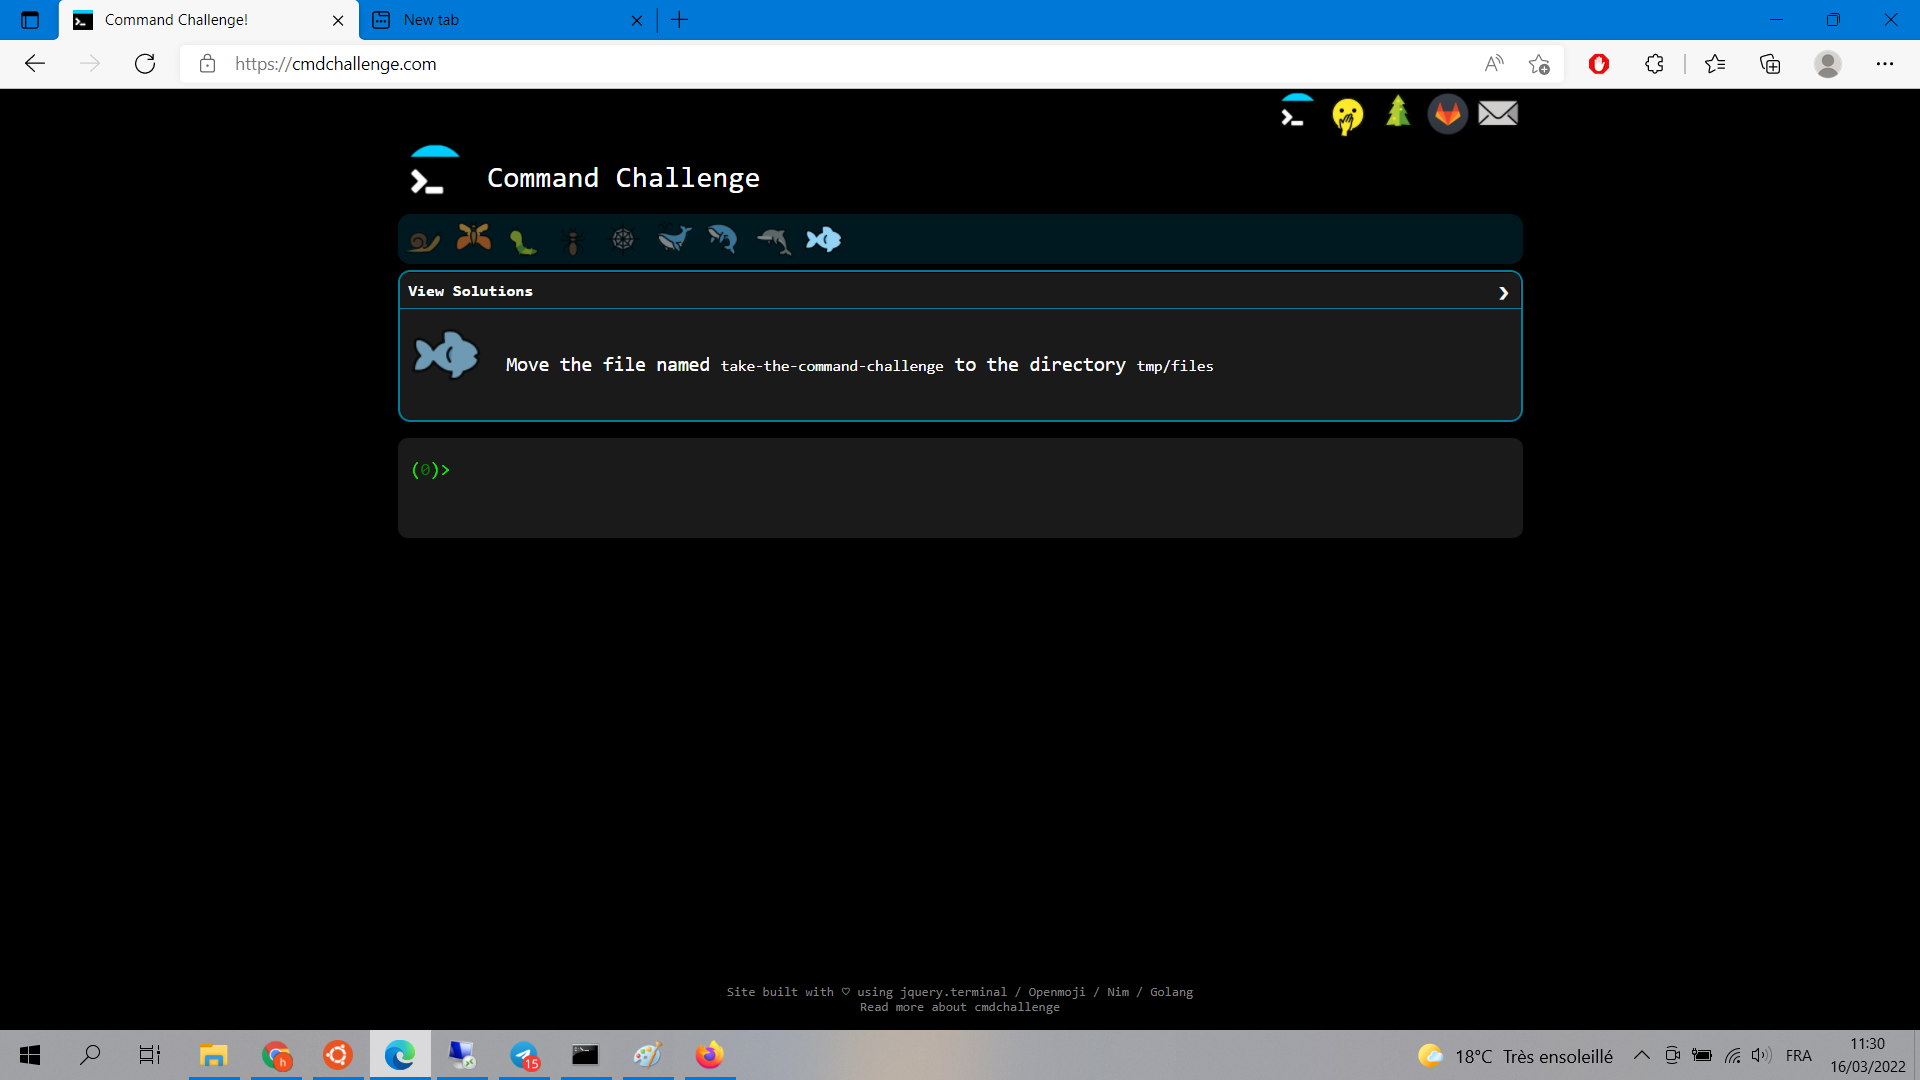 Command Challenge!
New tab
https://cmdchallenge.com
Command Challenge
View Solutions
Move the file named take-the-command-challenge to the directory tmp/files
(0)>
Site built with ♡ using jquery.terminal / Openmoji / Nim / Golang
Read more about cmdchallenge
h
15
18°C Très ensoleillé
FRA
11:30
16/03/2022